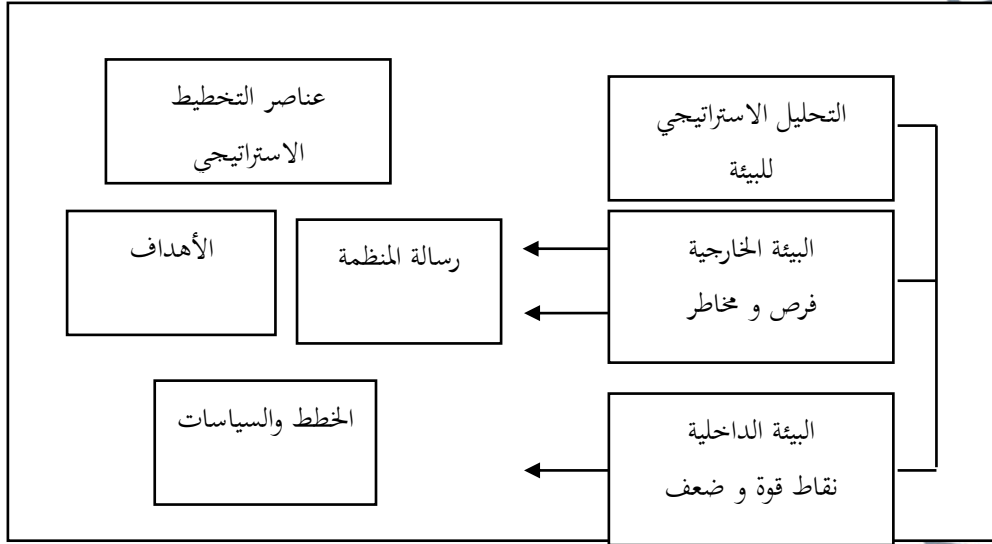 التحليل الاستراتيجي
للبيئة
عناصر التخطيط
الاستراتيجي
البيئة الخارجية
فرص و مخاطر
رسالة المنظمة
الأهداف
البيئة الداخلية
نقاط قوة و ضعف
الخطط والسياسات